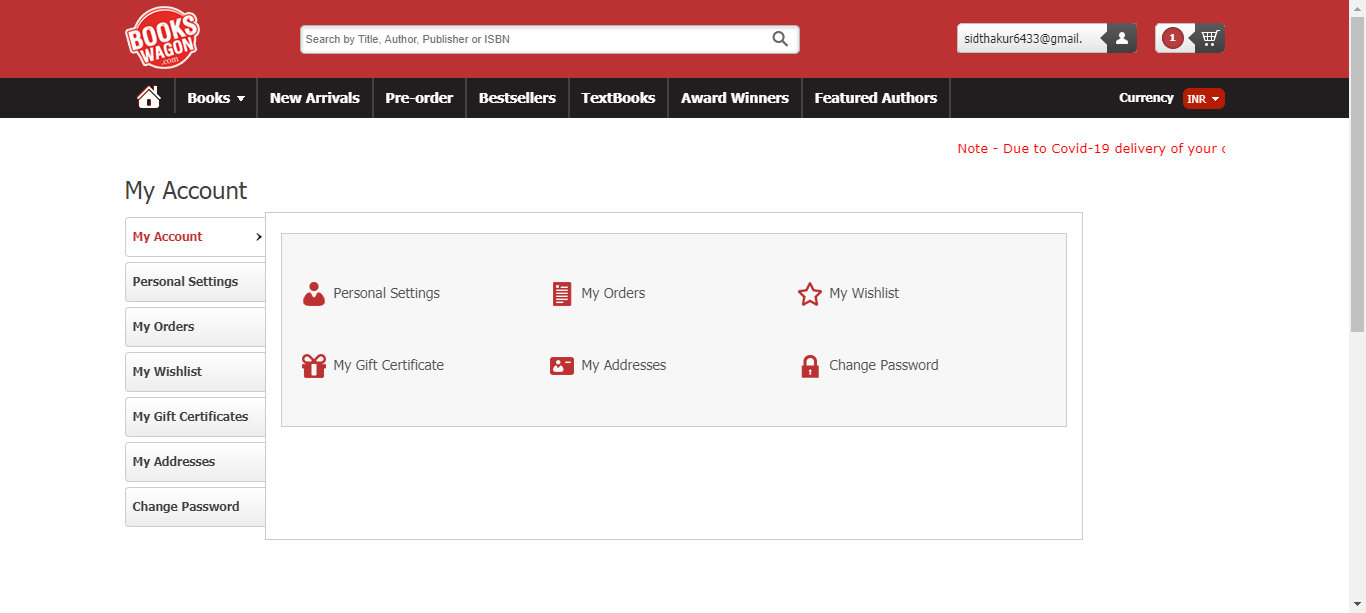 BOOKS
WAGON
.com
Search by Title, Author, Publisher or ISBN
sidthakur6433@gmail.
1
Books
New Arrivals
Pre-order
Bestsellers
TextBooks
Award Winners
Featured Authors
Currency
INR
Note - Due to Covid-19 delivery of your
My Account
My Account
Personal Settings
My Orders
My Wishlist
My Gift Certificates
My Addresses
Change Password
Personal Settings
My Orders
My Wishlist
My Gift Certificate
My Addresses
Change Password